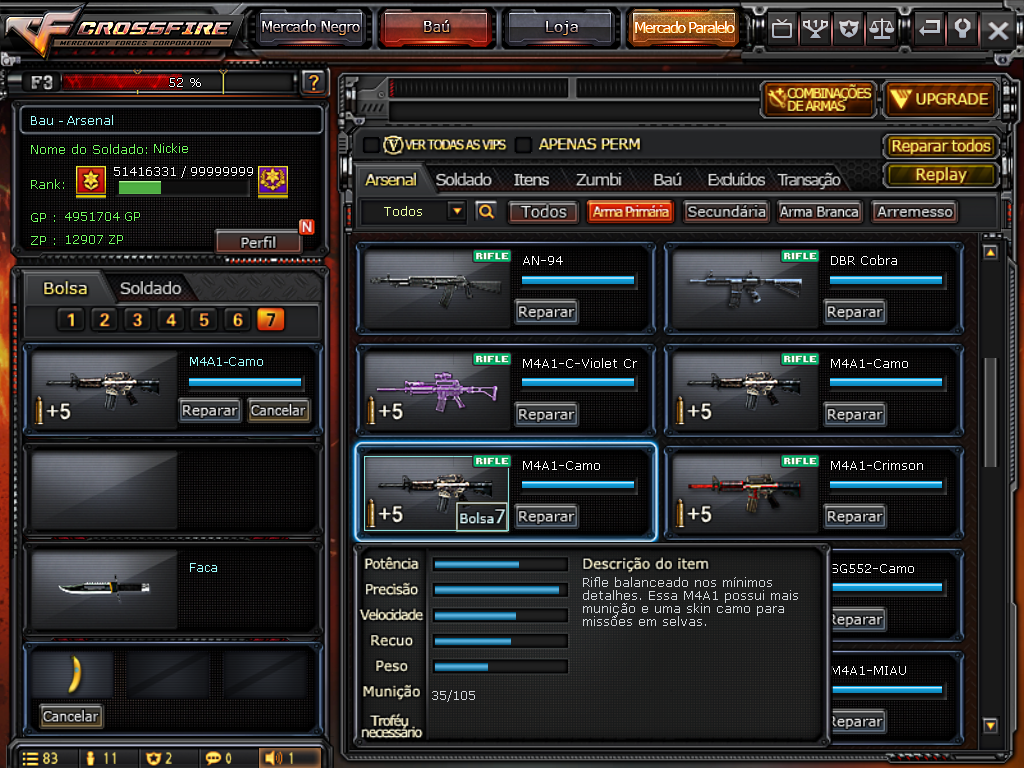 CROSSFIRE
MERCENARY FORCES CORPORATION
Mercado Negro
Baú
Loja
Mercado Paralelo
F3
52 %
?
Bau - Arsenal
Nome do Soldado: Nickie
Rank:
51416331 / 99999999
GP : 4951704 GP
ZP : 12907 ZP
N
Perfil
Bolsa
Soldado
1 2 3 4 5 6 7
M4A1-Camo
+5
Reparar
Cancelar
Faca
Cancelar
83
11
2
0
1
COMBINAÇÕES
DE ARMAS
UPGRADE
V VER TODAS AS VIPS
APENAS PERM
Reparar todos
Replay
Arsenal
Soldado
Itens
Zumbi
Baú
Excluídos
Transação
Todos
Todos
Arma Primária
Secundária
Arma Branca
Arremesso
RIFLE
AN-94
Reparar
RIFLE
DBR Cobra
Reparar
RIFLE
M4A1-C-Violet Cr
+5
Reparar
RIFLE
M4A1-Camo
+5
Reparar
RIFLE
M4A1-Camo
+5
Bolsa7
Reparar
RIFLE
M4A1-Crimson
+5
Reparar
SG552-Camo
Reparar
M4A1-MIAU
Reparar
Potência
Precisão
Velocidade
Recuo
Peso
Munição
35/105
Troféu
necessário
Descrição do item
Rifle balanceado nos mínimos
detalhes. Essa M4A1 possui mais
munição e uma skin camo para
missões em selvas.